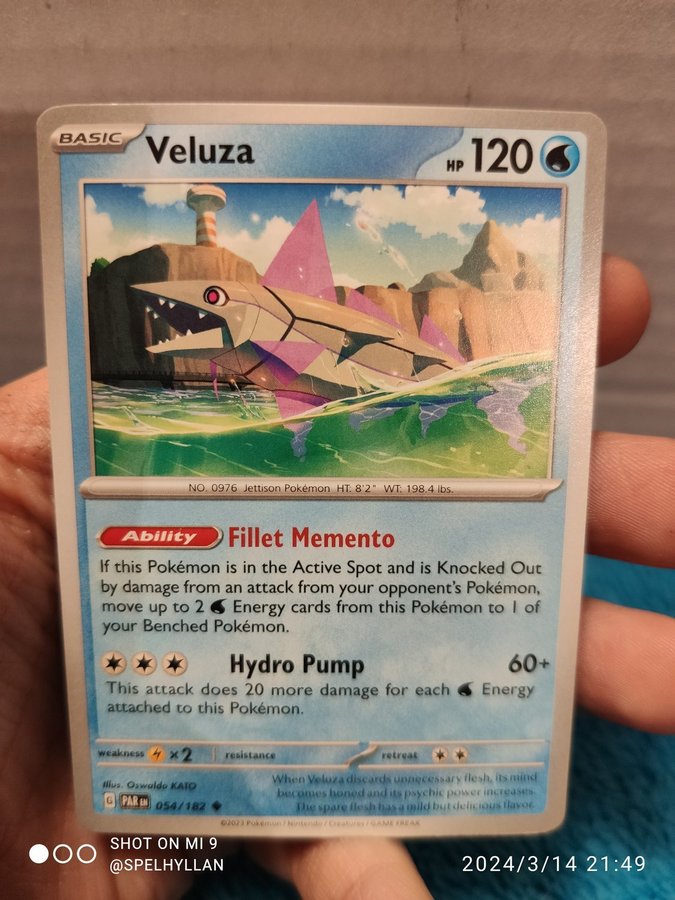 BASIC Veluza HP 120
NO. 0976 Jettison Pokémon HT: 8'2" WT: 198.4 lbs.
Ability Fillet Memento
If this Pokémon is in the Active Spot and is Knocked Out
by damage from an attack from your opponent's Pokémon,
move up to 2 Energy cards from this Pokémon to 1 of
your Benched Pokémon.
Hydro Pump 60+
This attack does 20 more damage for each Energy
attached to this Pokémon.
weakness ×2 resistance retreat
Illus. Oswaldo KATO
When Veluza discards unnecessary flesh, its mind
becomes honed and its psychic power increases.
The spare flesh has a mild but delicious flavor.
G PAR EN 054/182
©2023 Pokémon / Nintendo / Creatures / GAME FREAK
SHOT ON MI 9
@SPELHYLLAN
2024/3/14 21:49